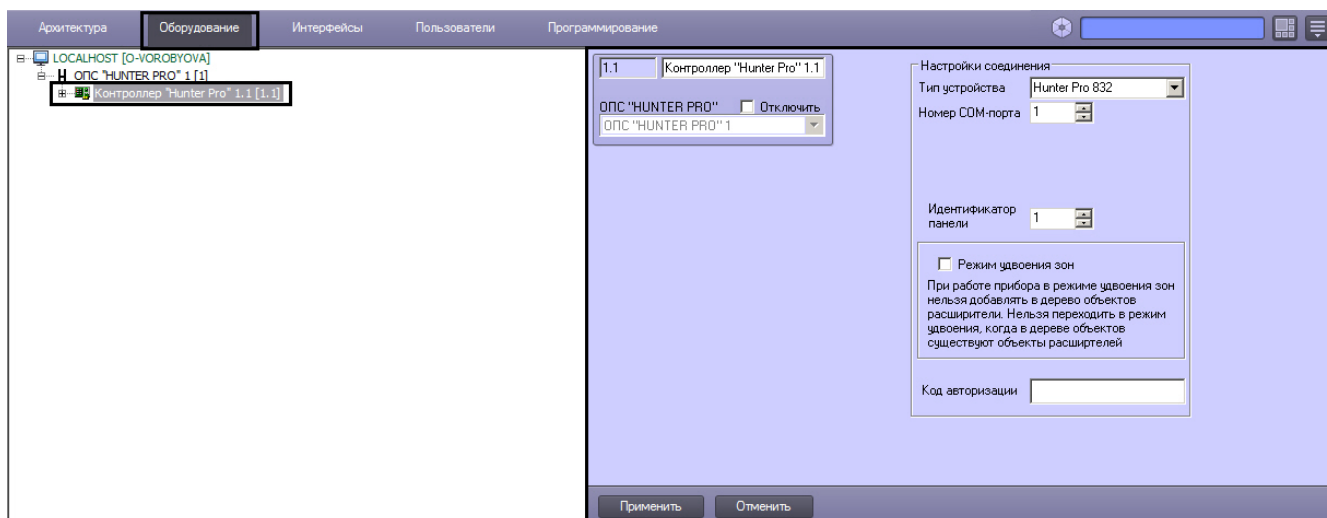 Архитектура Оборудование Интерфейсы Пользователи Программирование
LOCALHOST [O-VOROBYOVA]
ОПС "HUNTER PRO" 1 [1]
Контроллер "Hunter Pro" 1.1 [1.1]
1.1 Контроллер "Hunter Pro" 1.1
ОПС "HUNTER PRO" Отключить
ОПС "HUNTER PRO" 1
Настройки соединения
Тип устройства Hunter Pro 832
Номер COM-порта 1
Идентификатор
панели 1
Режим удвоения зон
При работе прибора в режиме удвоения зон
нельзя добавлять в дерево объектов
расширители. Нельзя переходить в режим
удвоения, когда в дереве объектов
существуют объекты расширтелей
Код авторизации
Применить Отменить